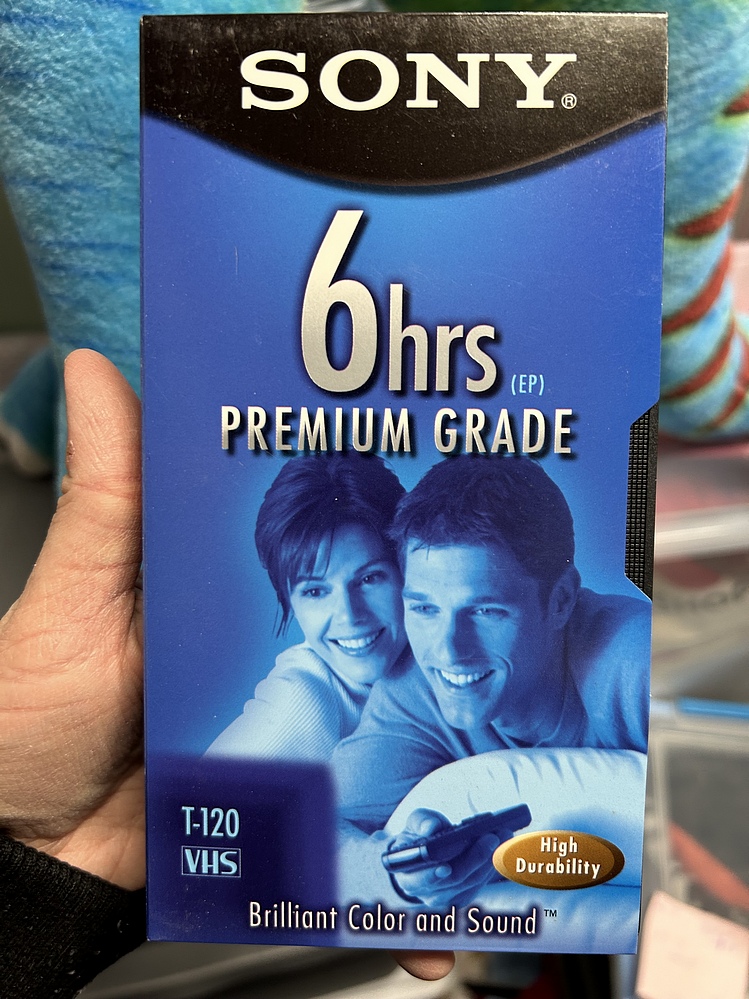 SONY®
6hrs (EP)
PREMIUM GRADE
T-120
VHS
High
Durability
Brilliant Color and Sound™